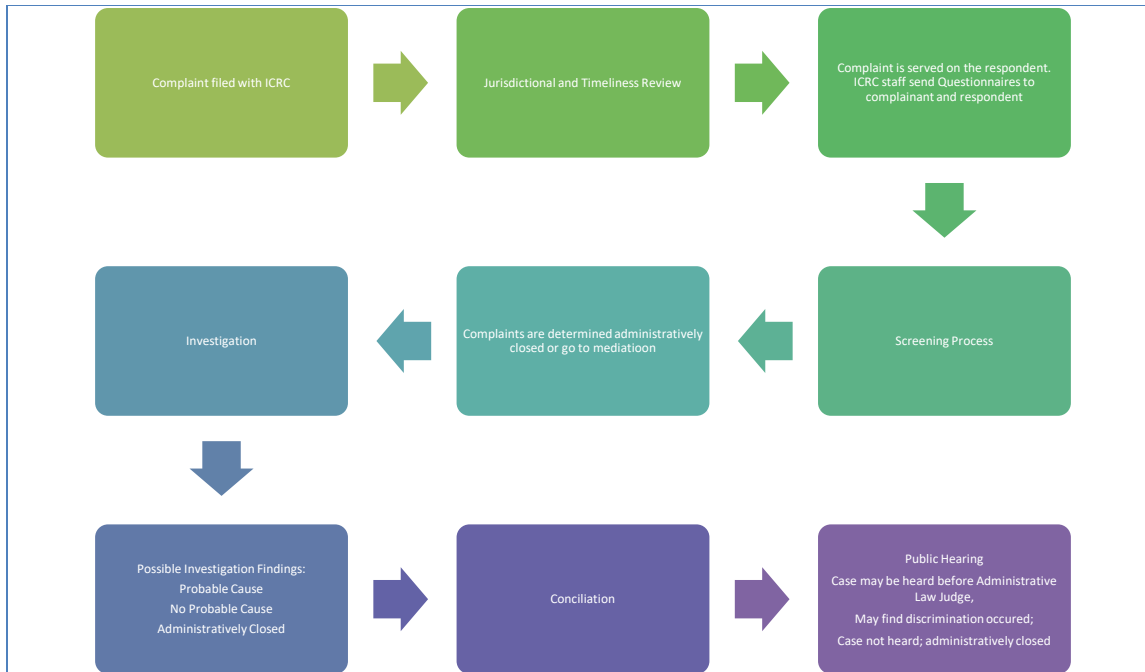 Complaint filed with ICRC
Jurisdictional and Timeliness Review
Complaint is served on the respondent.
ICRC staff send Questionnaires to
complainant and respondent
Screening Process
Complaints are determined administratively
closed or go to mediatioon
Investigation
Possible Investigation Findings:
Probable Cause
No Probable Cause
Administratively Closed
Conciliation
Public Hearing
Case may be heard before Administrative
Law Judge,
May find discrimination occured;
Case not heard; administratively closed